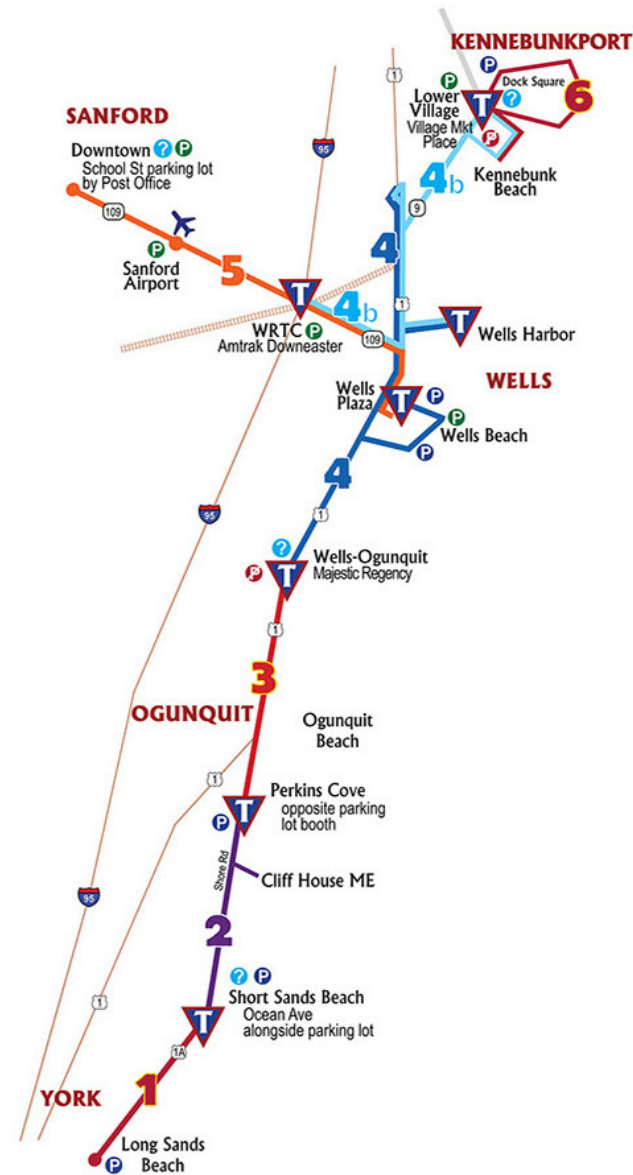 KENNEBUNKPORT
P
Dock Square
6
1
P
Lower
Village
T
?
Village Mkt
Place
P
Kennebunk
Beach
SANFORD
Downtown ? P
School St parking lot
by Post Office
95
109
4b
9
4
P
Sanford
Airport
5
T
4b
1
WRTC P
Amtrak Downeaster
109
T
Wells Harbor
WELLS
Wells
Plaza
T
P
P
Wells Beach
P
4
95
1
?
Wells-Ogunquit
P
T
Majestic Regency
1
3
OGUNQUIT
Ogunquit
Beach
1
Perkins Cove
T
opposite parking
lot booth
P
Shore Rd
Cliff House ME
95
2
? P
Short Sands Beach
T
Ocean Ave
alongside parking lot
1
1A
YORK
1
Long Sands
Beach
P